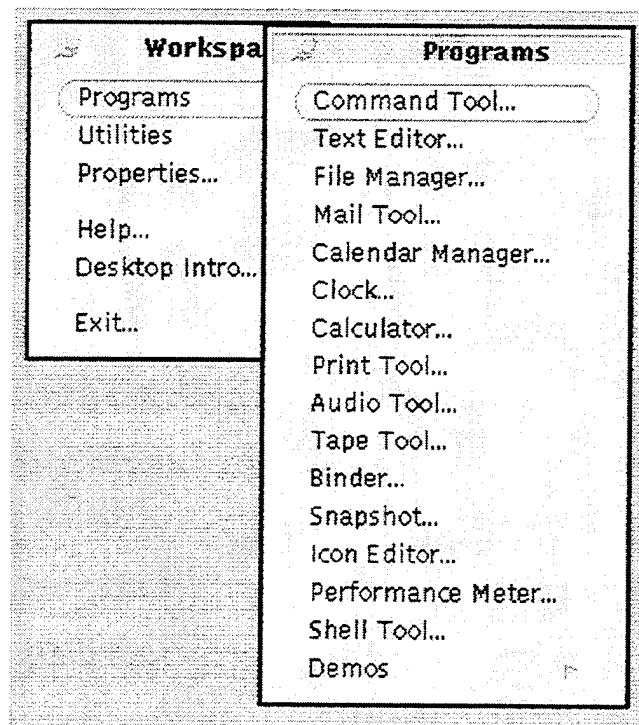 Workspa
Programs
Utilities
Properties...
Help...
Desktop Intro...
Exit...
Programs
Command Tool...
Text Editor...
File Manager...
Mail Tool...
Calendar Manager...
Clock...
Calculator...
Print Tool...
Audio Tool...
Tape Tool...
Binder...
Snapshot...
Icon Editor...
Performance Meter...
Shell Tool...
Demos